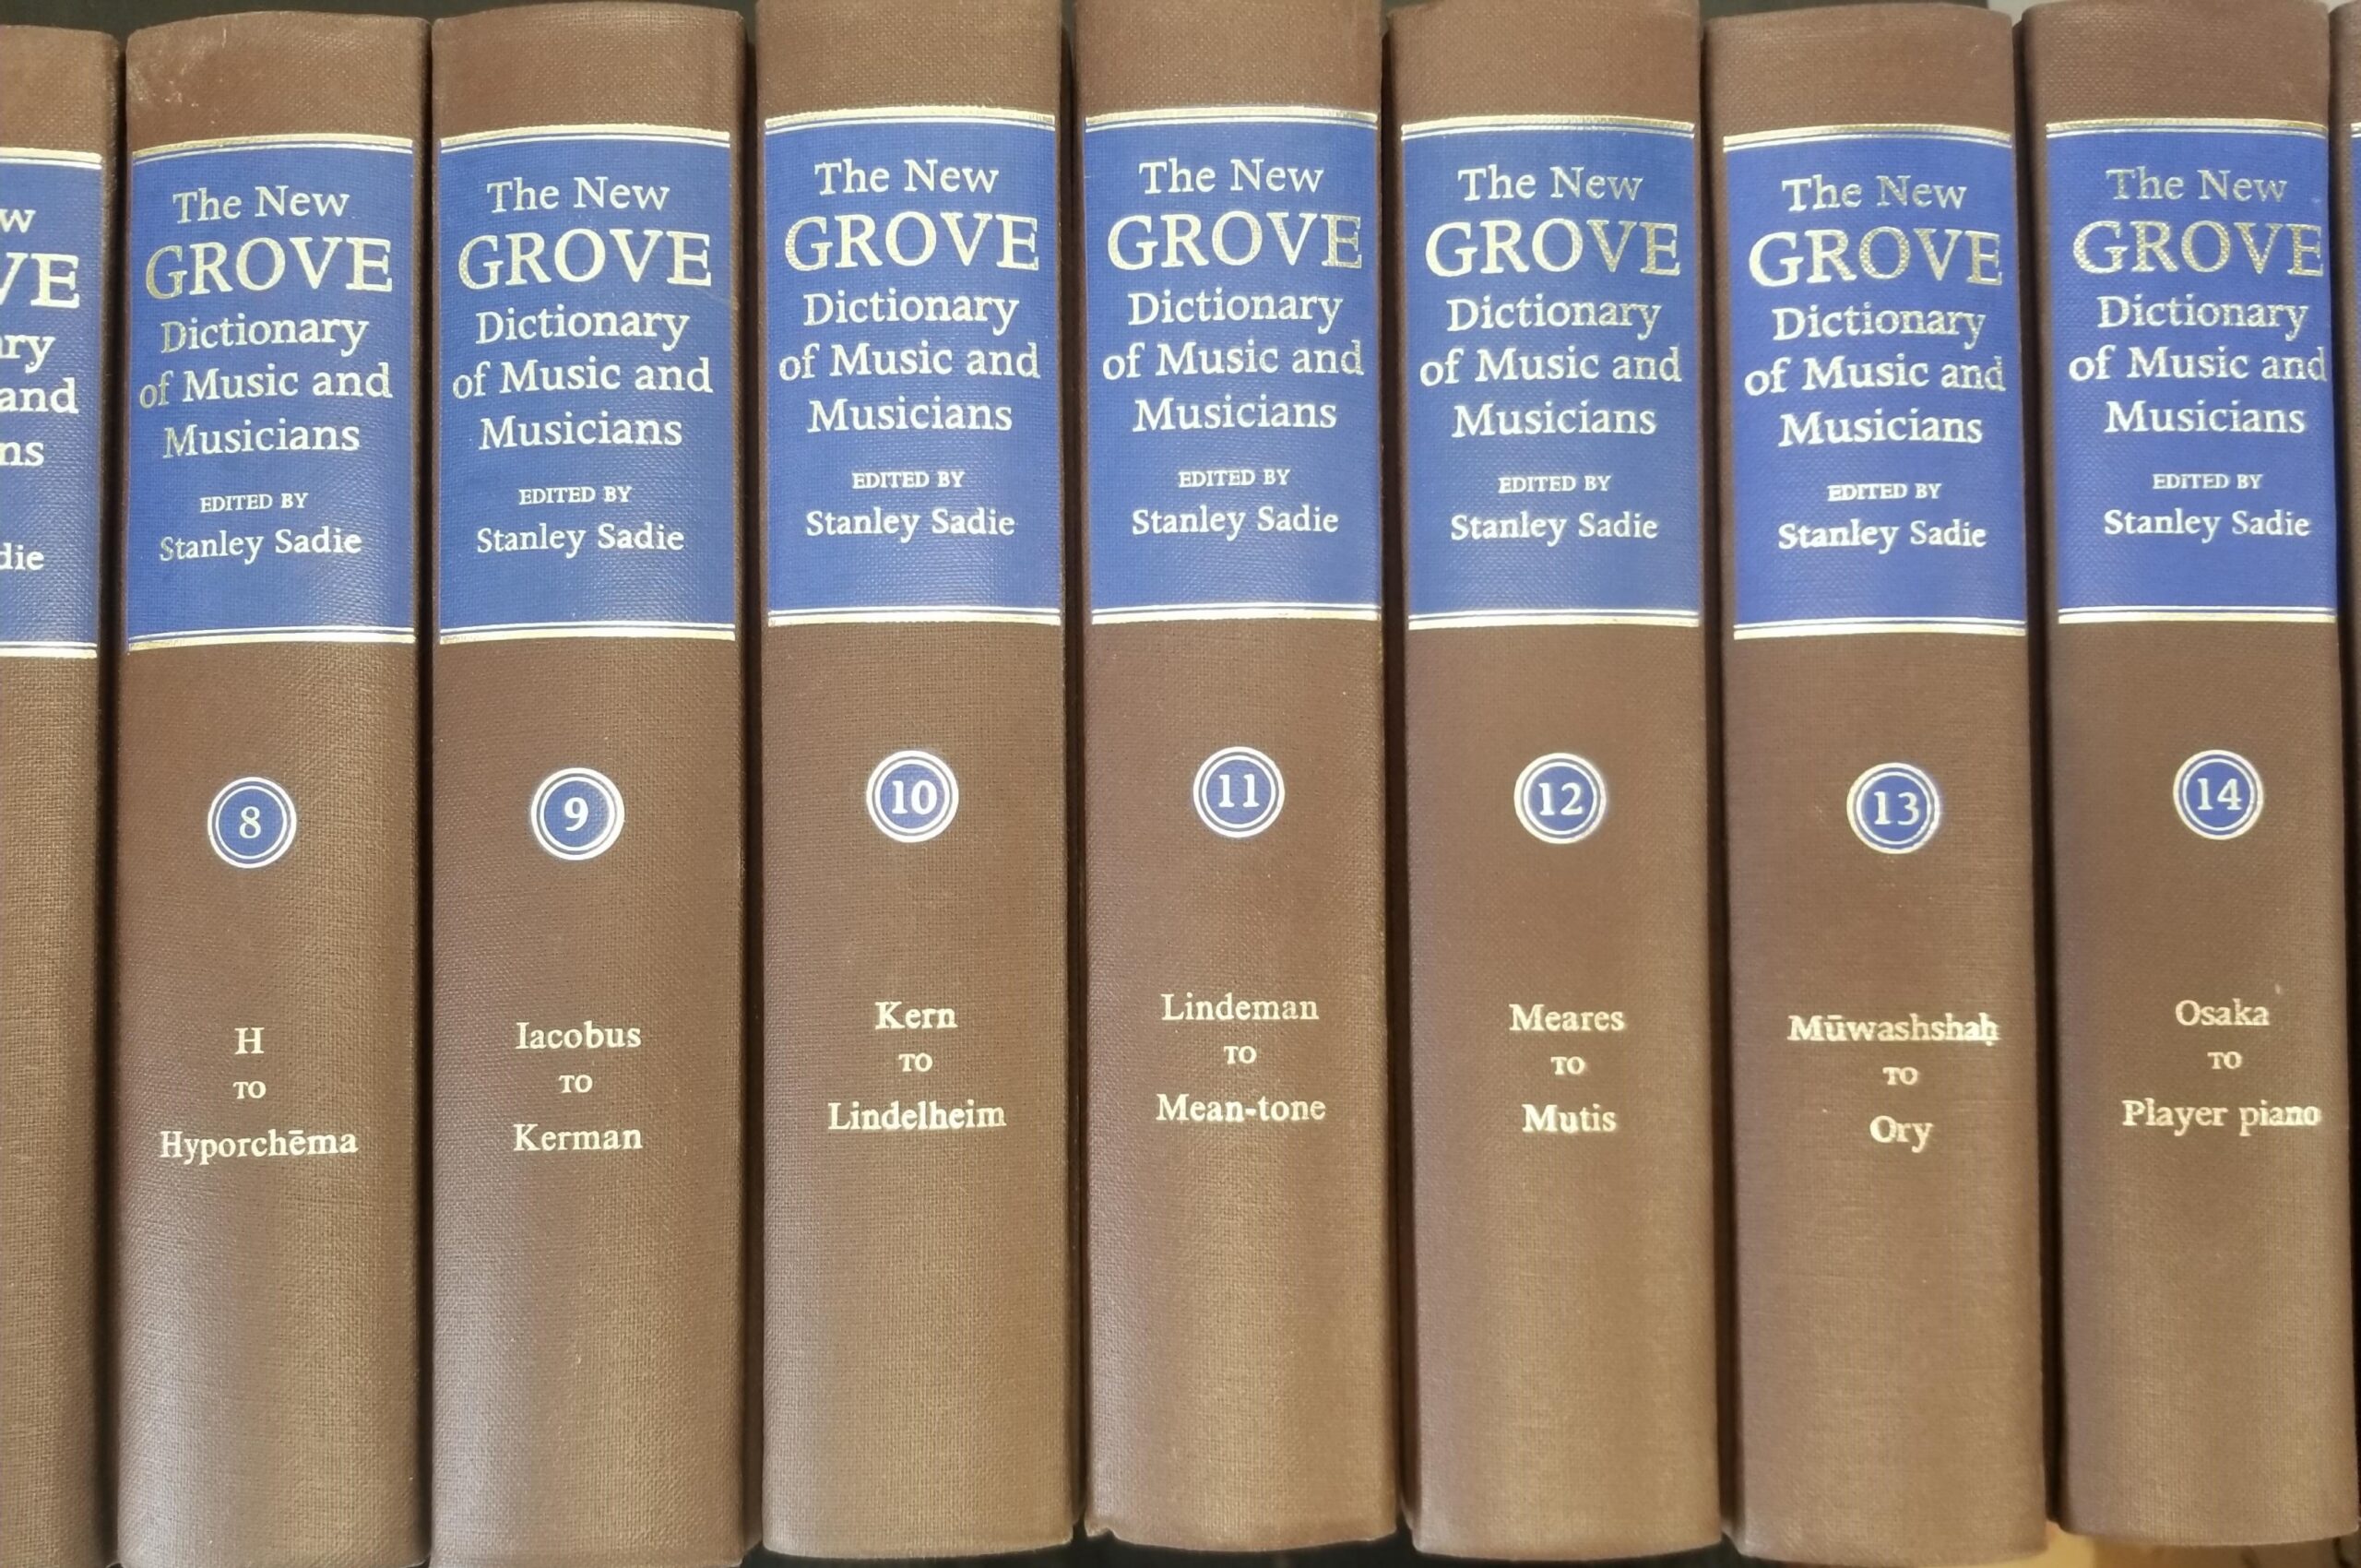 w
VE
ry
and
ns
die
The New
GROVE
Dictionary
of Music and
Musicians
EDITED BY
Stanley Sadie
8
H
TO
Hyporchēma
The New
GROVE
Dictionary
of Music and
Musicians
EDITED BY
Stanley Sadie
9
Iacobus
TO
Kerman
The New
GROVE
Dictionary
of Music and
Musicians
EDITED BY
Stanley Sadie
10
Kern
TO
Lindelheim
The New
GROVE
Dictionary
of Music and
Musicians
EDITED BY
Stanley Sadie
11
Lindeman
TO
Mean-tone
The New
GROVE
Dictionary
of Music and
Musicians
EDITED BY
Stanley Sadie
12
Meares
TO
Mutis
The New
GROVE
Dictionary
of Music and
Musicians
EDITED BY
Stanley Sadie
13
Mūwashshaḥ
TO
Ory
The New
GROVE
Dictionary
of Music and
Musicians
EDITED BY
Stanley Sadie
14
Osaka
TO
Player piano